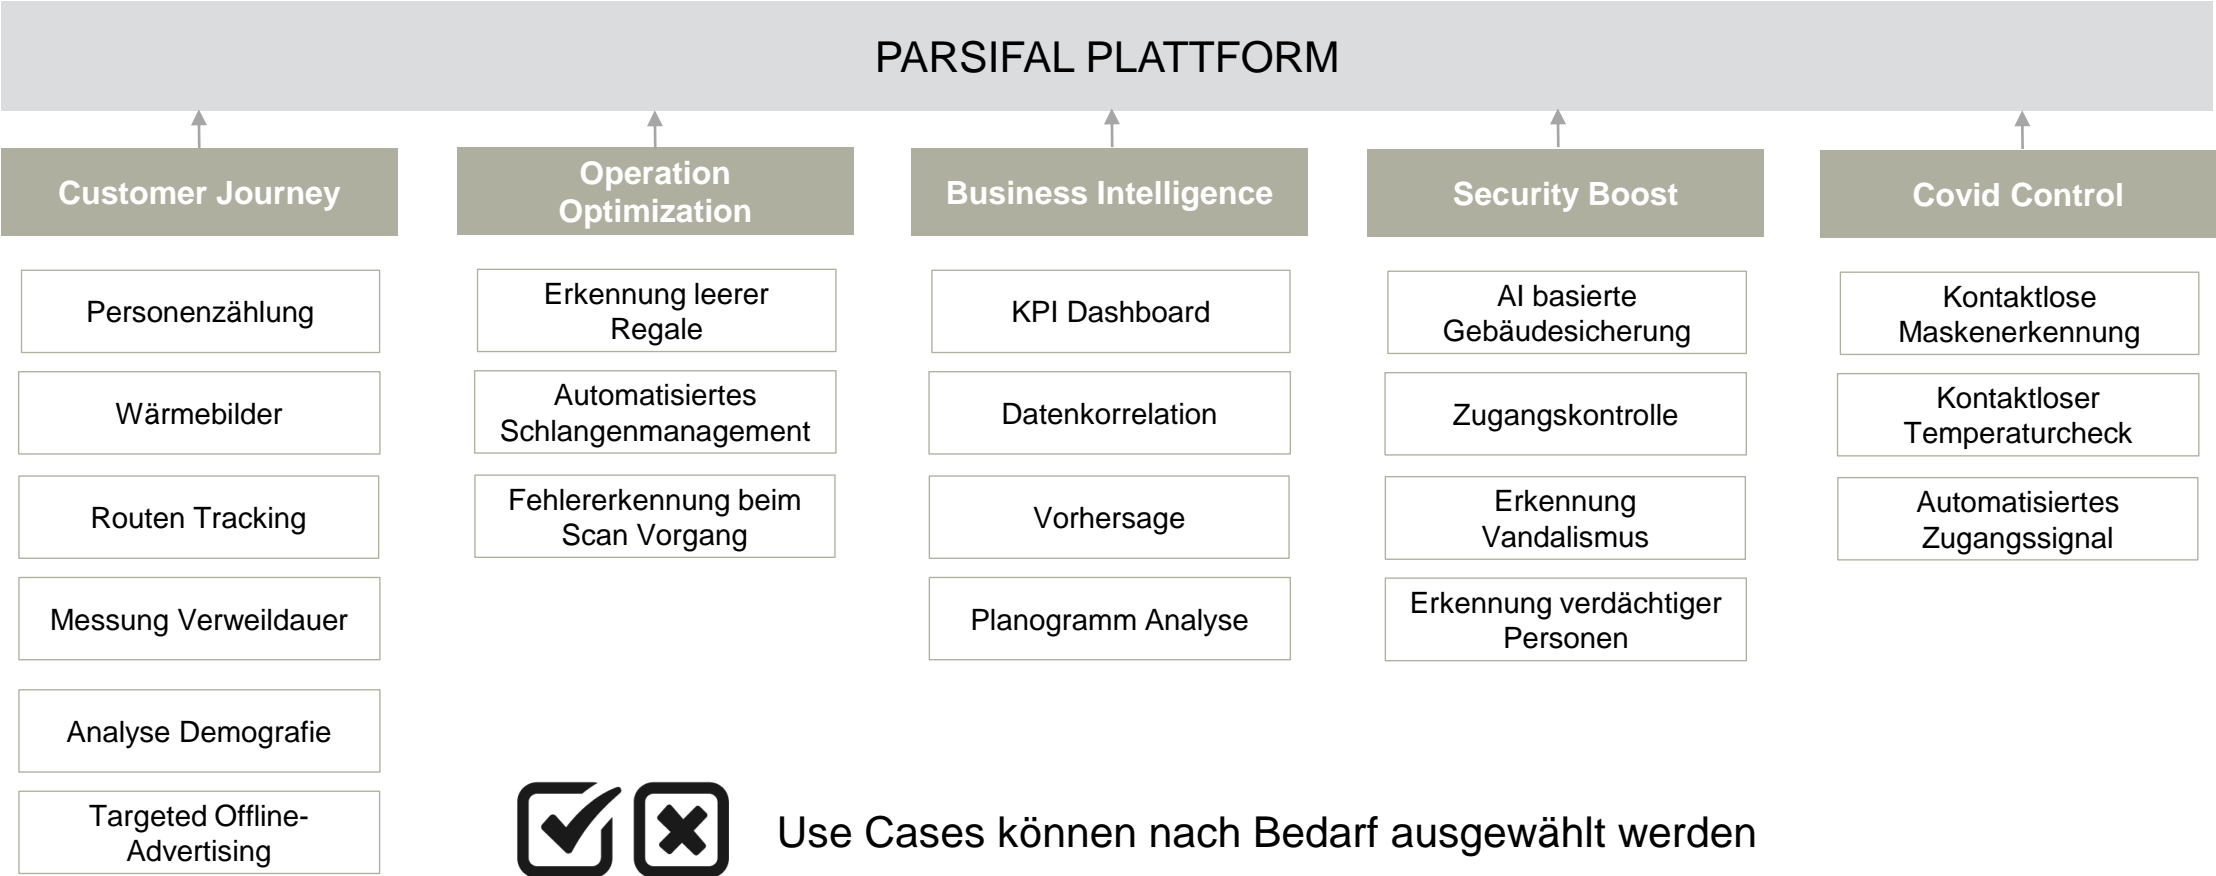 PARSIFAL PLATTFORM
Customer Journey
Personenzählung
Wärmebilder
Routen Tracking
Messung Verweildauer
Analyse Demografie
Targeted Offline-
Advertising
Operation
Optimization
Erkennung leerer
Regale
Automatisiertes
Schlangenmanagement
Fehlererkennung beim
Scan Vorgang
Business Intelligence
KPI Dashboard
Datenkorrelation
Vorhersage
Planogramm Analyse
Security Boost
AI basierte
Gebäudesicherung
Zugangskontrolle
Erkennung
Vandalismus
Erkennung verdächtiger
Personen
Covid Control
Kontaktlose
Maskenerkennung
Kontaktloser
Temperaturcheck
Automatisiertes
Zugangssignal
Use Cases können nach Bedarf ausgewählt werden